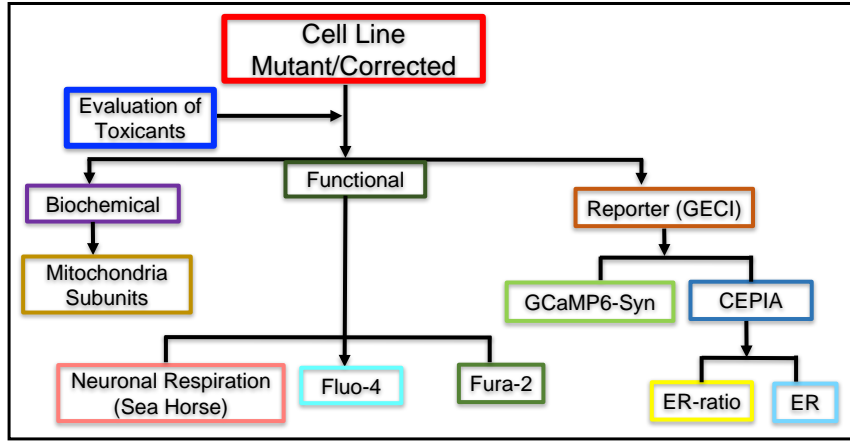 Cell Line
Mutant/Corrected
Evaluation of
Toxicants
Functional
Biochemical
Reporter (GECI)
Mitochondria
Subunits
GCaMP6-Syn
CEPIA
Neuronal Respiration
(Sea Horse)
Fluo-4
Fura-2
ER-ratio
ER